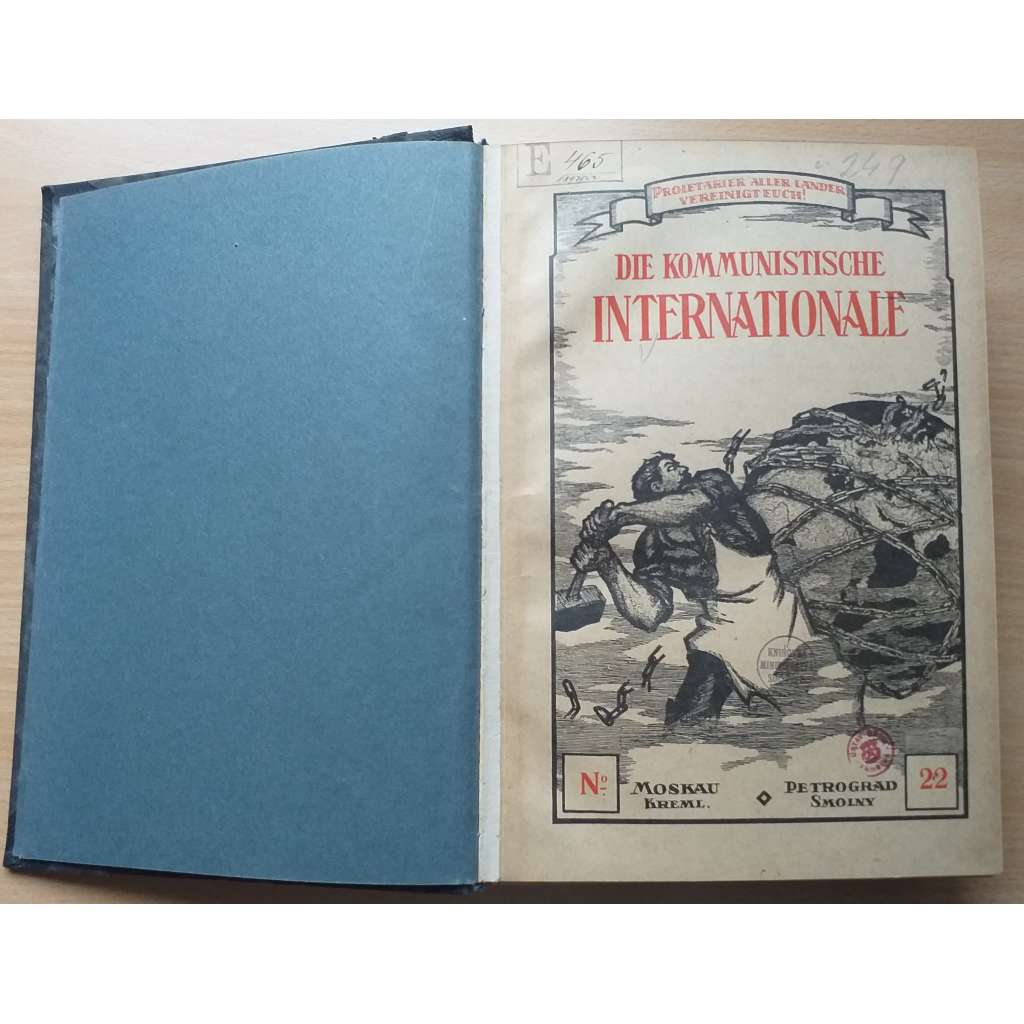 E 465
249
PROLETARIER ALLER LÄNDER
VEREINIGT EUCH!
DIE KOMMUNISTISCHE
INTERNATIONALE
No 22
MOSKAU PETROGRAD
KREML. SMOLNY